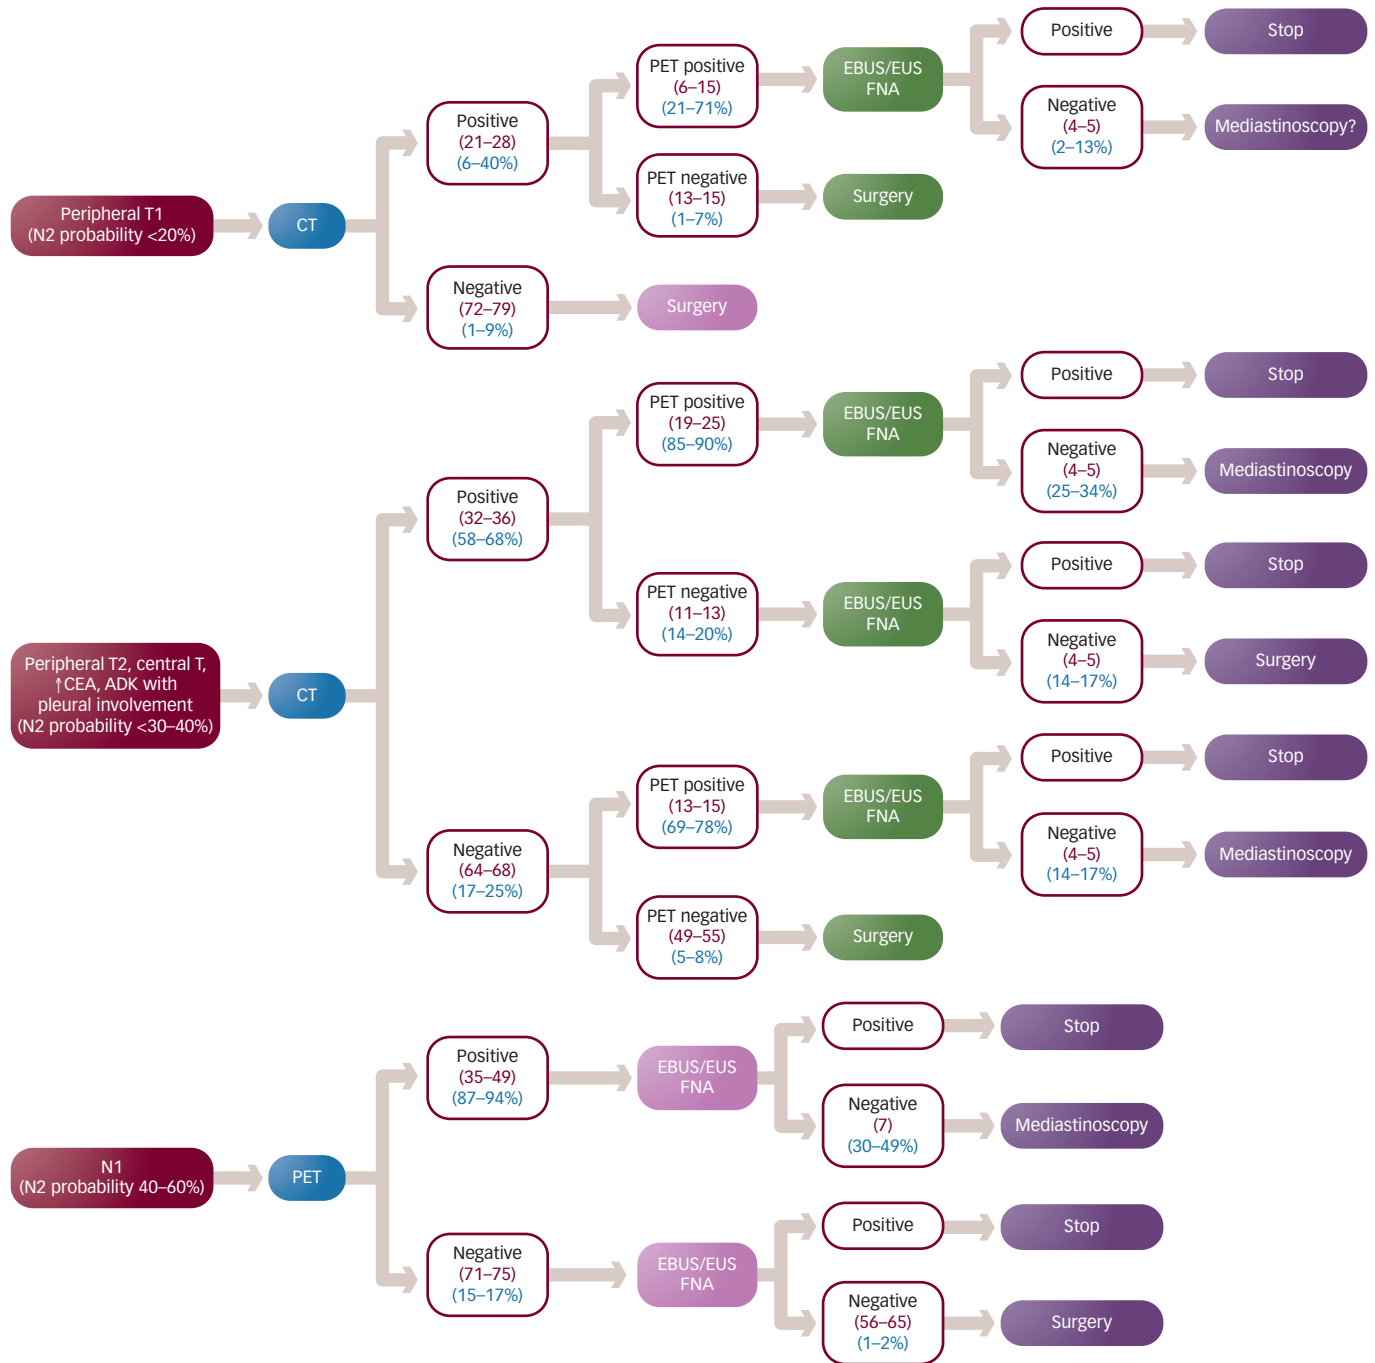 Peripheral T1
(N2 probability <20%)
CT
Positive
(21–28)
(6–40%)
PET positive
(6–15)
(21–71%)
EBUS/EUS
FNA
Positive
Stop
Negative
(4–5)
(2–13%)
Mediastinoscopy?
PET negative
(13–15)
(1–7%)
Surgery
Negative
(72–79)
(1–9%)
Surgery
Peripheral T2, central T,
↑CEA, ADK with
pleural involvement
(N2 probability <30–40%)
CT
Positive
(32–36)
(58–68%)
PET positive
(19–25)
(85–90%)
EBUS/EUS
FNA
Positive
Stop
Negative
(4–5)
(25–34%)
Mediastinoscopy
PET negative
(11–13)
(14–20%)
EBUS/EUS
FNA
Positive
Stop
Negative
(4–5)
(14–17%)
Surgery
Negative
(64–68)
(17–25%)
PET positive
(13–15)
(69–78%)
EBUS/EUS
FNA
Positive
Stop
Negative
(4–5)
(14–17%)
Mediastinoscopy
PET negative
(49–55)
(5–8%)
Surgery
N1
(N2 probability 40–60%)
PET
Positive
(35–49)
(87–94%)
EBUS/EUS
FNA
Positive
Stop
Negative
(7)
(30–49%)
Mediastinoscopy
Negative
(71–75)
(15–17%)
EBUS/EUS
FNA
Positive
Stop
Negative
(56–65)
(1–2%)
Surgery